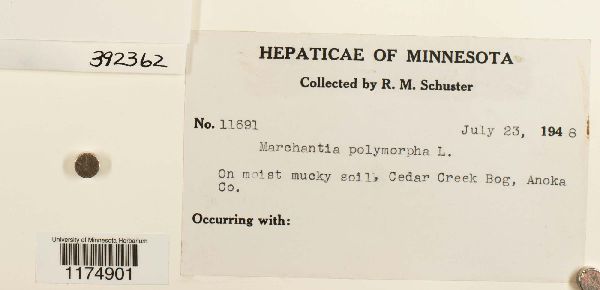 392362
HEPATICAE OF MINNESOTA
Collected by R. M. Schuster
No. 11691 July 23, 1948
Marchantia polymorpha L.
On moist mucky soil, Cedar Creek Bog, Anoka
Co.
Occurring with:
University of Minnesota Herbarium
1174901